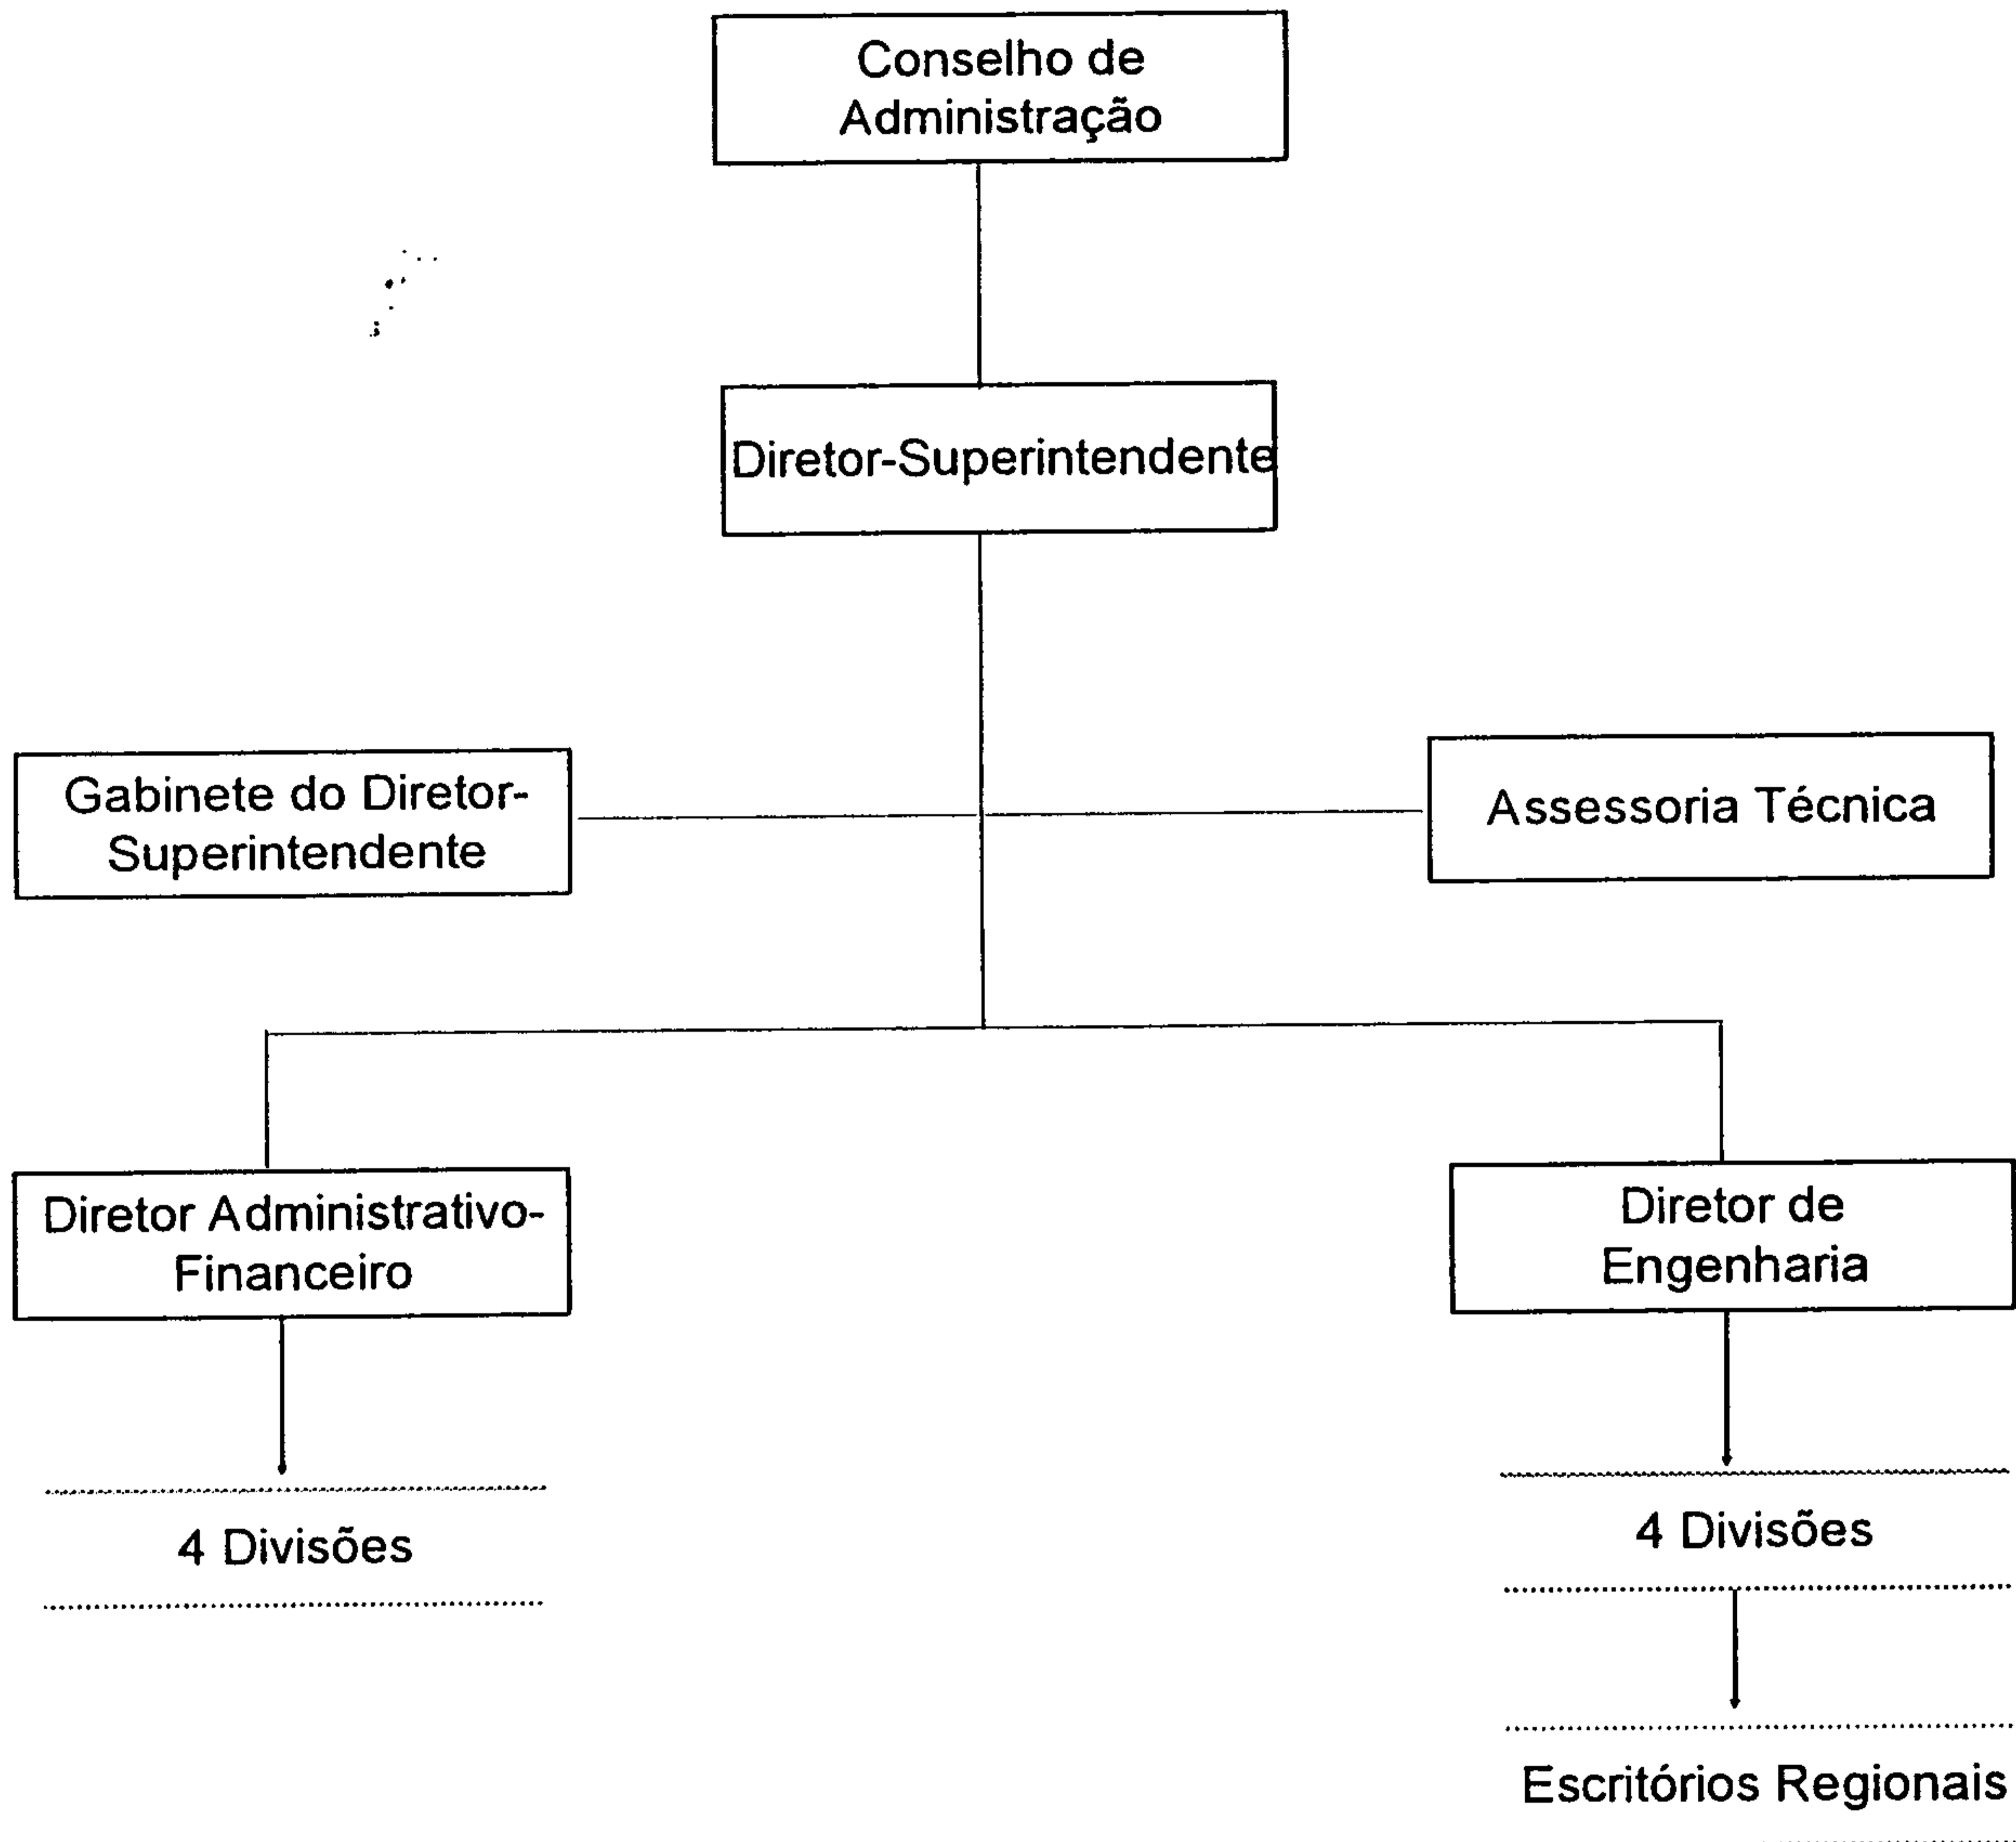 Conselho de
Administração
Diretor-Superintendente
Gabinete do Diretor-
Superintendente
Assessoria Técnica
Diretor Administrativo-
Financeiro
Diretor de
Engenharia
4 Divisões
4 Divisões
Escritórios Regionais